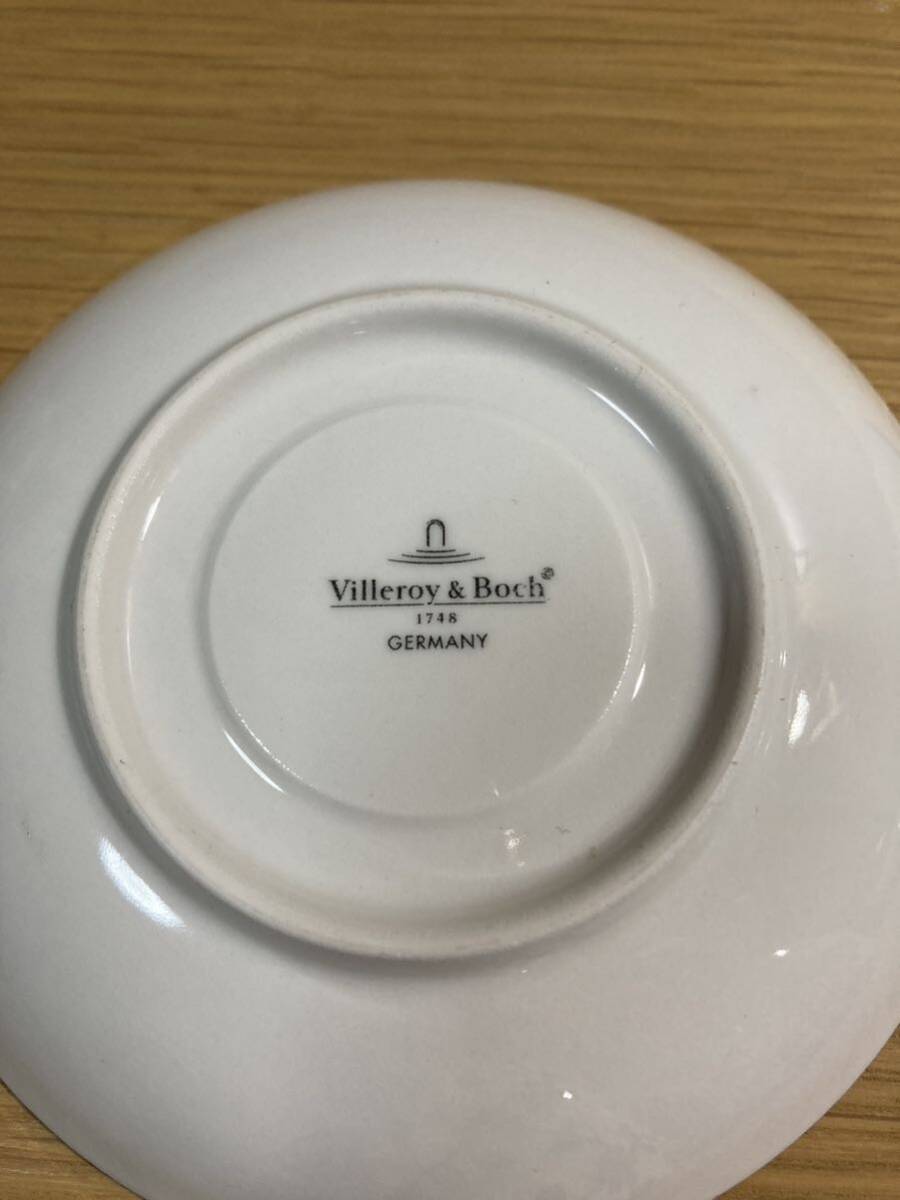 Villeroy & Boch©
1748
GERMANY